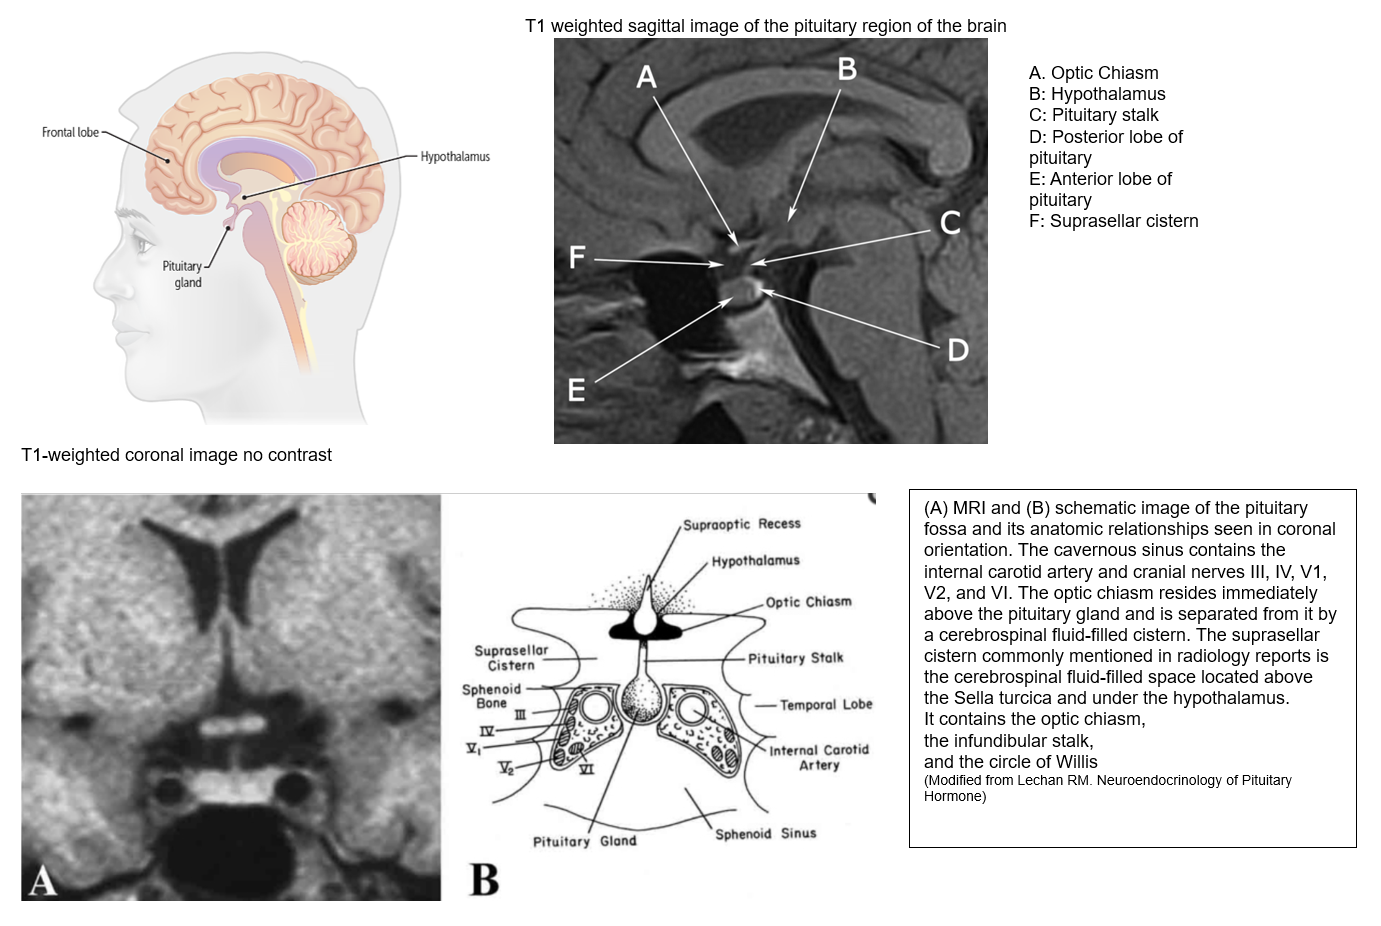 T1 weighted sagittal image of the pituitary region of the brain
Frontal lobe
Hypothalamus
Pituitary
gland
A
B
C
F
D
E
A. Optic Chiasm
B: Hypothalamus
C: Pituitary stalk
D: Posterior lobe of
pituitary
E: Anterior lobe of
pituitary
F: Suprasellar cistern
T1-weighted coronal image no contrast
A
Supraoptic Recess
Hypothalamus
Optic Chiasm
Suprasellar
Cistern
Pituitary Stalk
Sphenoid
Bone
Temporal Lobe
III
IV
V1
V2
VI
Internal Carotid
Artery
Pituitary Gland
Sphenoid Sinus
B
(A) MRI and (B) schematic image of the pituitary
fossa and its anatomic relationships seen in coronal
orientation. The cavernous sinus contains the
internal carotid artery and cranial nerves III, IV, V1,
V2, and VI. The optic chiasm resides immediately
above the pituitary gland and is separated from it by
a cerebrospinal fluid-filled cistern. The suprasellar
cistern commonly mentioned in radiology reports is
the cerebrospinal fluid-filled space located above
the Sella turcica and under the hypothalamus.
It contains the optic chiasm,
the infundibular stalk,
and the circle of Willis
(Modified from Lechan RM. Neuroendocrinology of Pituitary
Hormone)